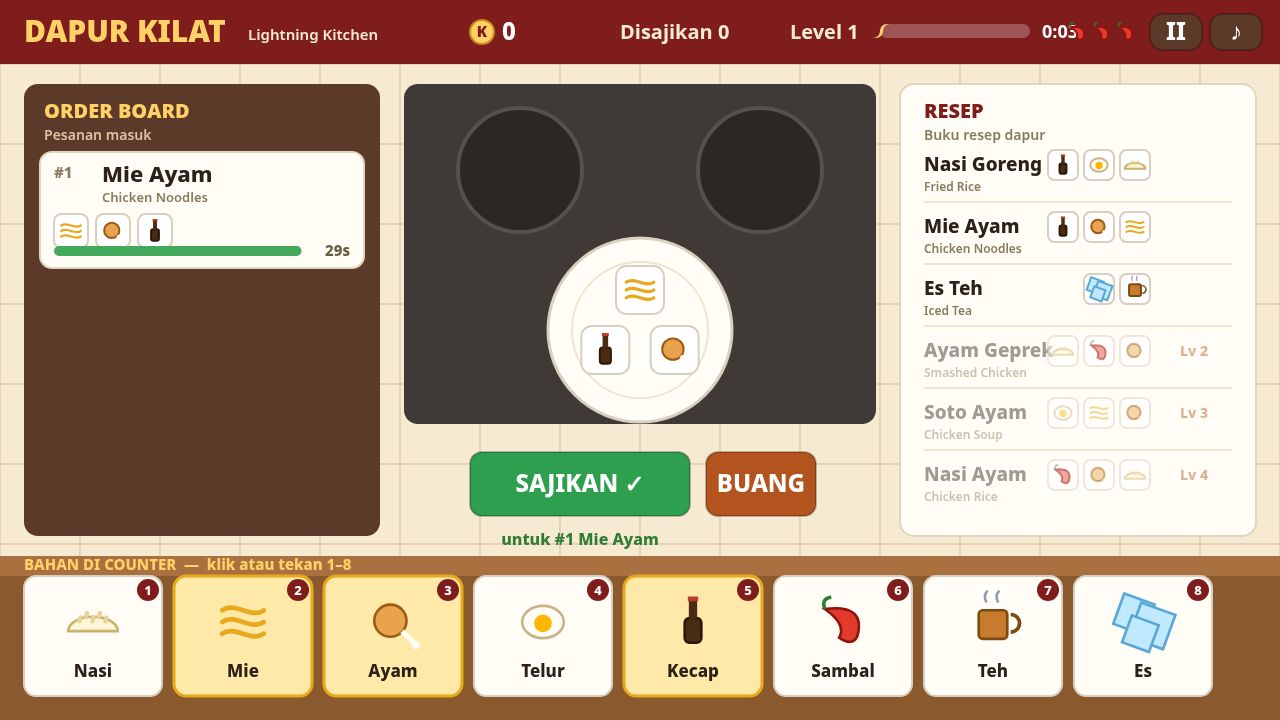 DAPUR KILAT
Lightning Kitchen
K 0
Disajikan 0
Level 1
0:03
II
♪
ORDER BOARD
Pesanan masuk
#1
Mie Ayam
Chicken Noodles
29s
SAJIKAN ✓
BUANG
untuk #1 Mie Ayam
RESEP
Buku resep dapur
Nasi Goreng
Fried Rice
Mie Ayam
Chicken Noodles
Es Teh
Iced Tea
Ayam Geprek
Lv 2
Smashed Chicken
Soto Ayam
Lv 3
Chicken Soup
Nasi Ayam
Lv 4
Chicken Rice
BAHAN DI COUNTER — klik atau tekan 1–8
1
Nasi
2
Mie
3
Ayam
4
Telur
5
Kecap
6
Sambal
7
Teh
8
Es